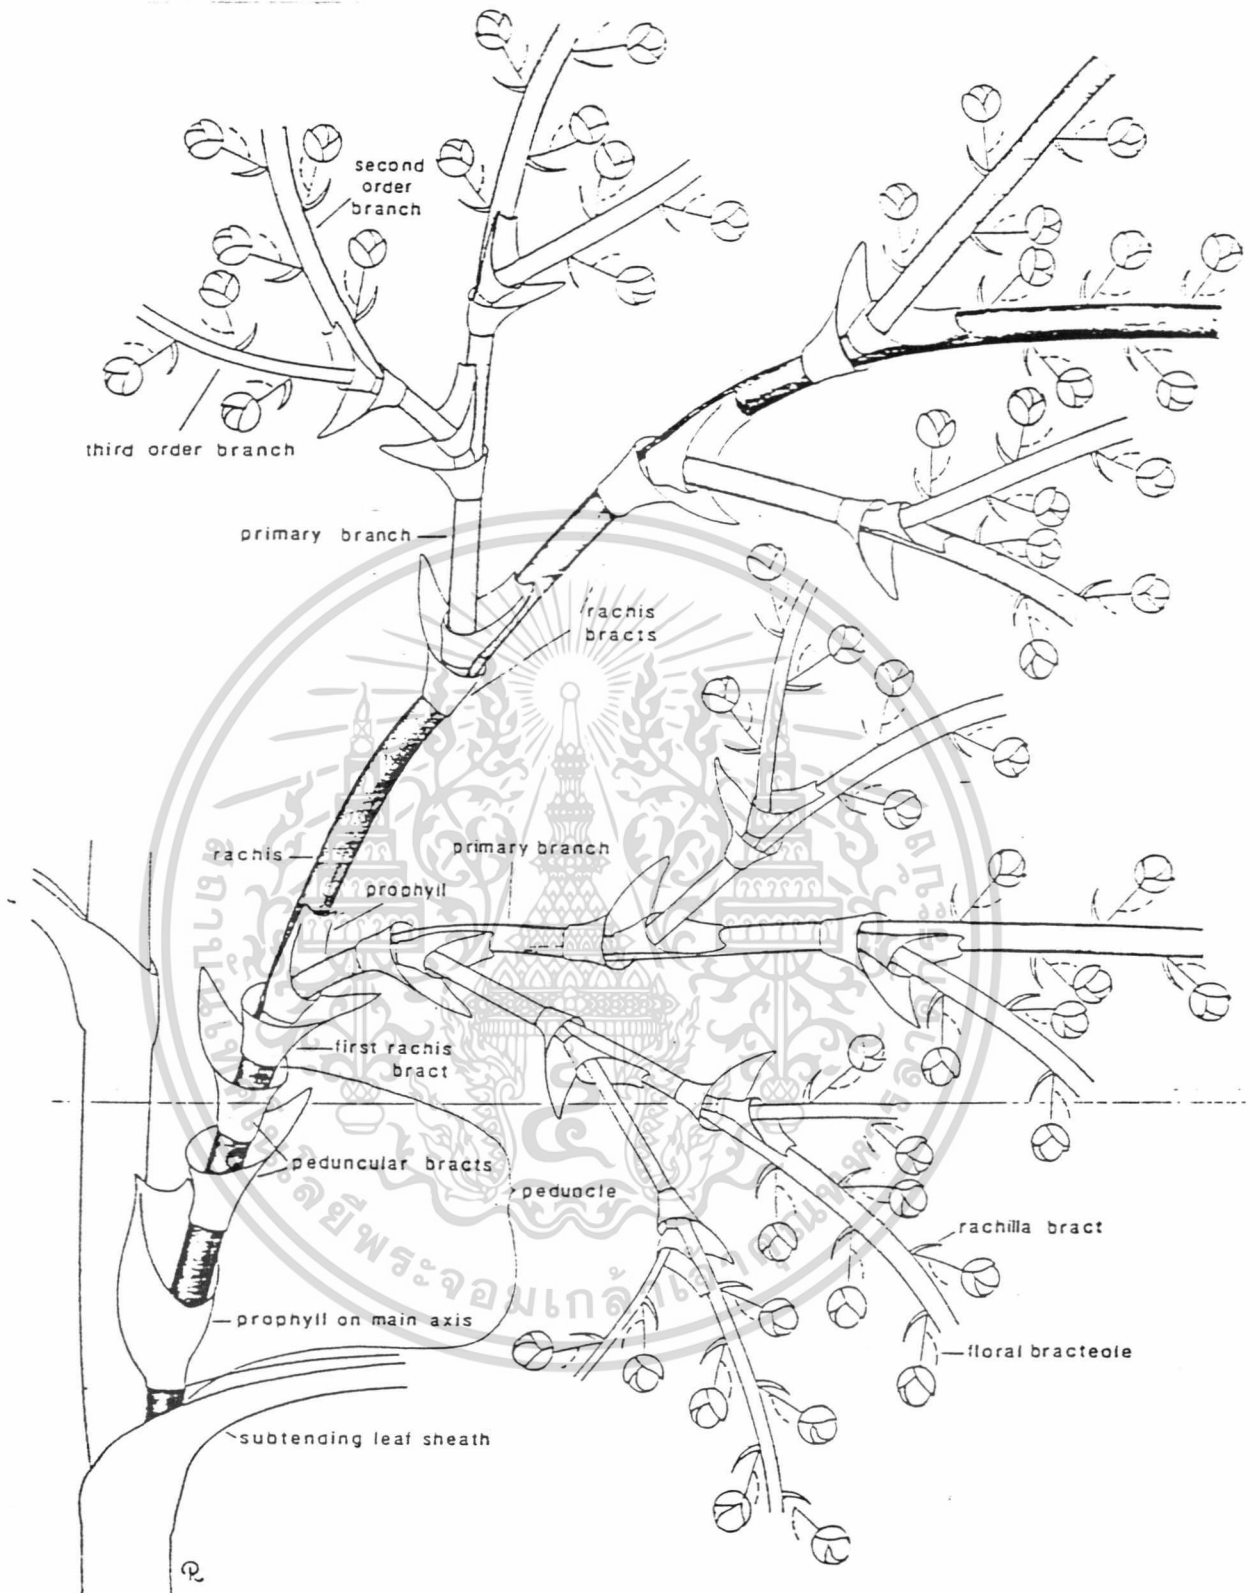 second
order
branch
third order branch
primary branch
rachis
bracts
rachis
primary branch
prophyll
first rachis
bract
peduncular bracts
peduncle
rachilla bract
prophyll on main axis
floral bracteole
subtending leaf sheath